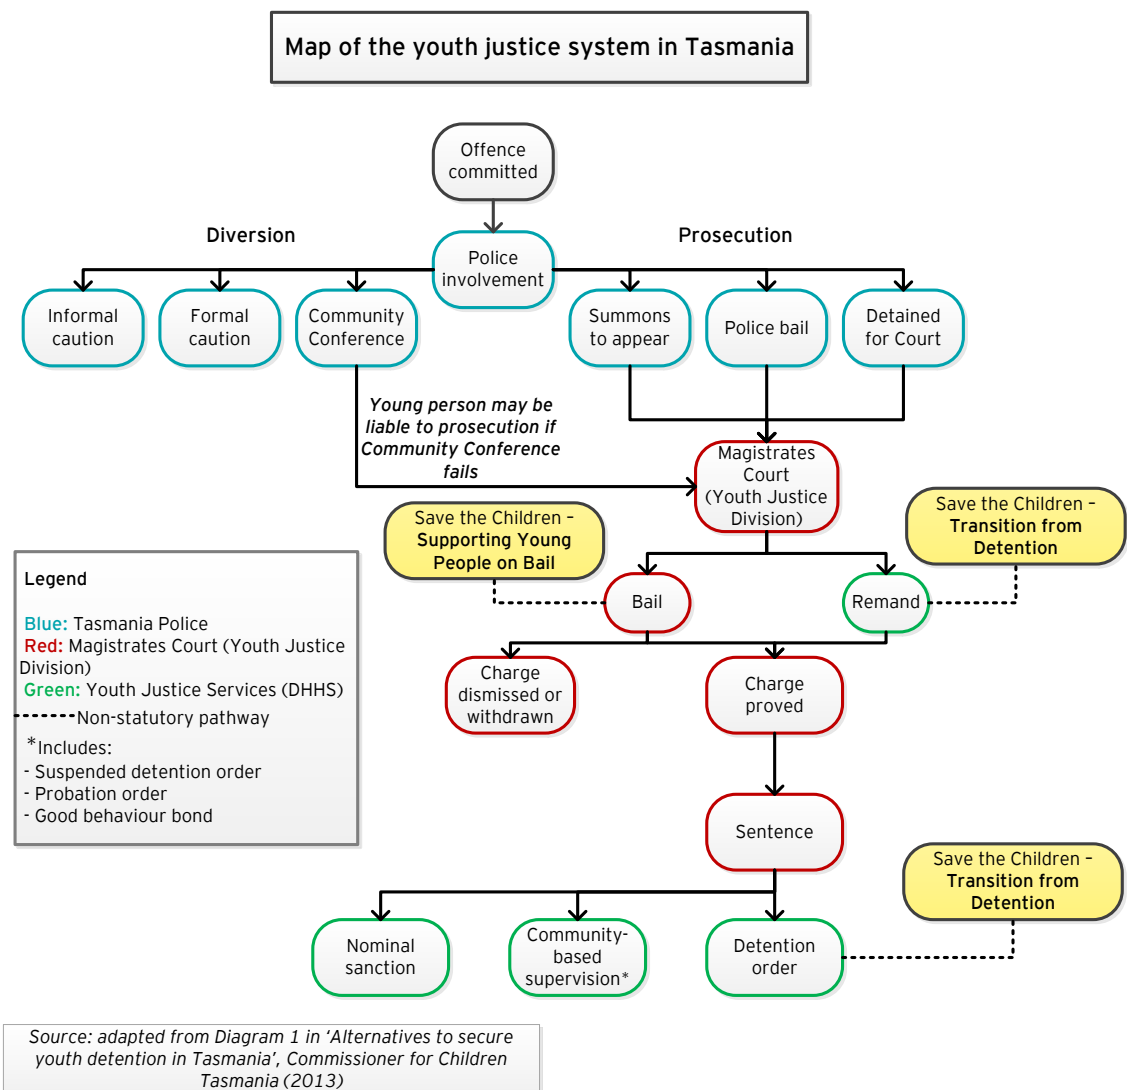 Map of the youth justice system in Tasmania
Offence
committed
Diversion
Prosecution
Police
involvement
Informal
caution
Formal
caution
Community
Conference
Summons
to appear
Police bail
Detained
for Court
Young person may be
liable to prosecution if
Community Conference
fails
Magistrates
Court
(Youth Justice
Division)
Save the Children –
Supporting Young
People on Bail
Save the Children –
Transition from
Detention
Bail
Remand
Legend
Blue: Tasmania Police
Red: Magistrates Court (Youth Justice
Division)
Green: Youth Justice Services (DHHS)
Non-statutory pathway
*Includes:
- Suspended detention order
- Probation order
- Good behaviour bond
Charge
dismissed or
withdrawn
Charge
proved
Sentence
Save the Children –
Transition from
Detention
Nominal
sanction
Community-
based
supervision*
Detention
order
Source: adapted from Diagram 1 in ‘Alternatives to secure
youth detention in Tasmania’, Commissioner for Children
Tasmania (2013)